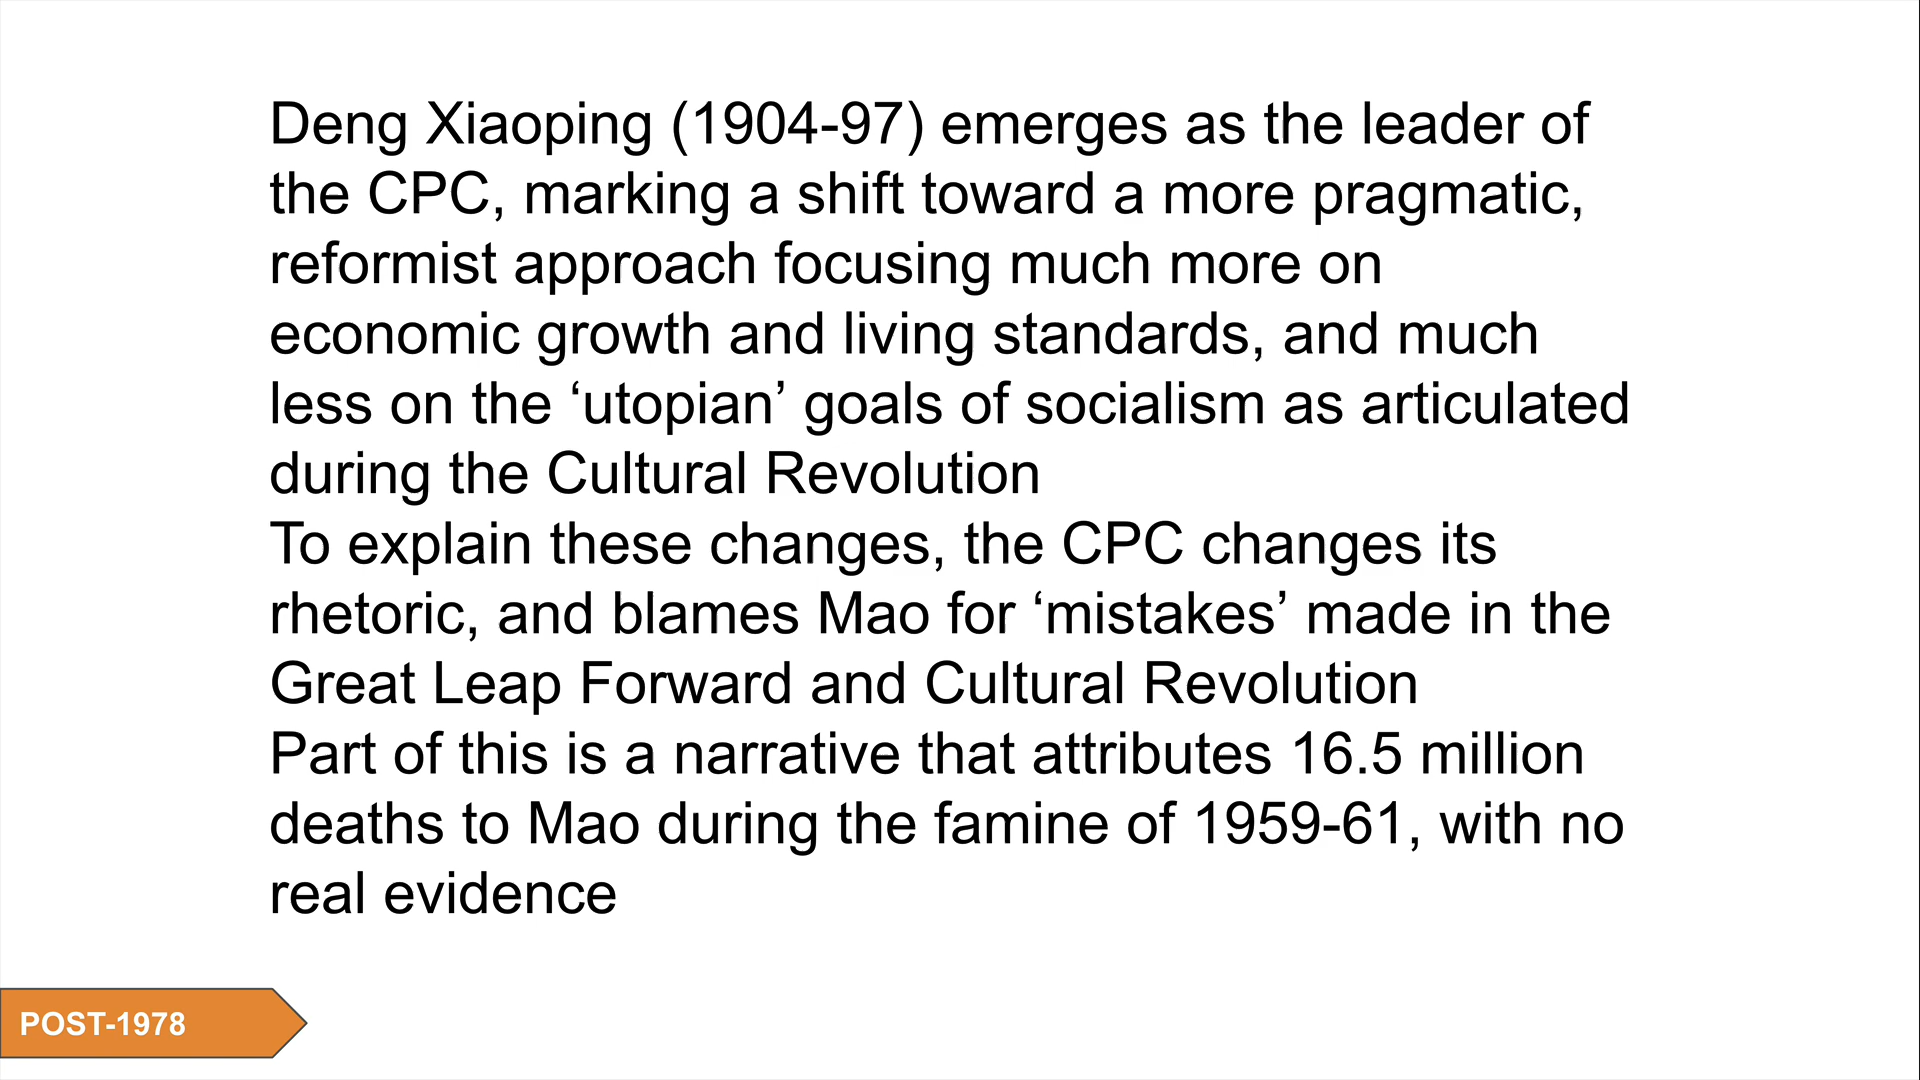 Deng Xiaoping (1904-97) emerges as the leader of
the CPC, marking a shift toward a more pragmatic,
reformist approach focusing much more on
economic growth and living standards, and much
less on the ‘utopian’ goals of socialism as articulated
during the Cultural Revolution
To explain these changes, the CPC changes its
rhetoric, and blames Mao for ‘mistakes’ made in the
Great Leap Forward and Cultural Revolution
Part of this is a narrative that attributes 16.5 million
deaths to Mao during the famine of 1959-61, with no
real evidence
POST-1978